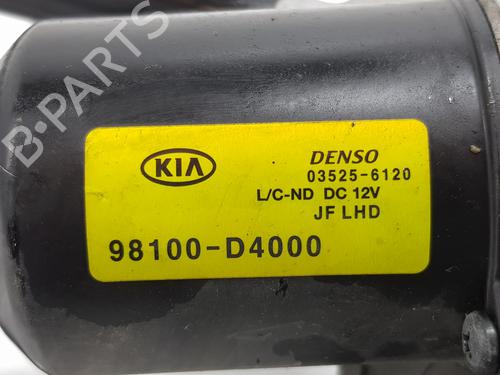 B-PARTS
KIA
DENSO
03525-6120
L/C-ND DC 12V
JF LHD
98100-D4000